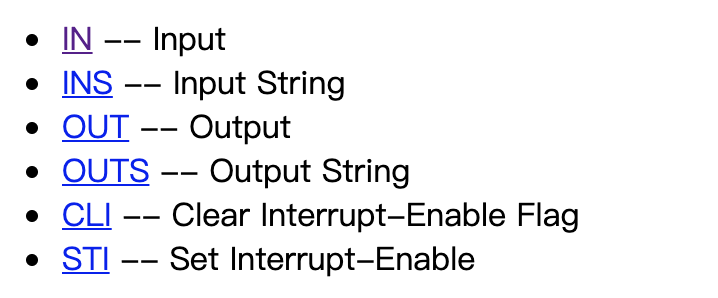 • IN -- Input
• INS -- Input String
• OUT -- Output
• OUTS -- Output String
• CLI -- Clear Interrupt-Enable Flag
• STI -- Set Interrupt-Enable